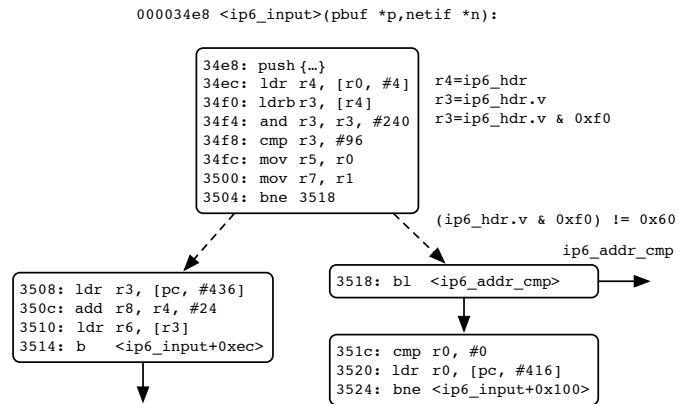 000034e8 <ip6_input>(pbuf *p,netif *n):
34e8: push {…}
34ec: ldr r4, [r0, #4]
34f0: ldrb r3, [r4]
34f4: and r3, r3, #240
34f8: cmp r3, #96
34fc: mov r5, r0
3500: mov r7, r1
3504: bne 3518
r4=ip6_hdr
r3=ip6_hdr.v
r3=ip6_hdr.v & 0xf0
(ip6_hdr.v & 0xf0) != 0x60
ip6_addr_cmp
3508: ldr r3, [pc, #436]
350c: add r8, r4, #24
3510: ldr r6, [r3]
3514: b <ip6_input+0xec>
3518: bl <ip6_addr_cmp>
351c: cmp r0, #0
3520: ldr r0, [pc, #416]
3524: bne <ip6_input+0x100>